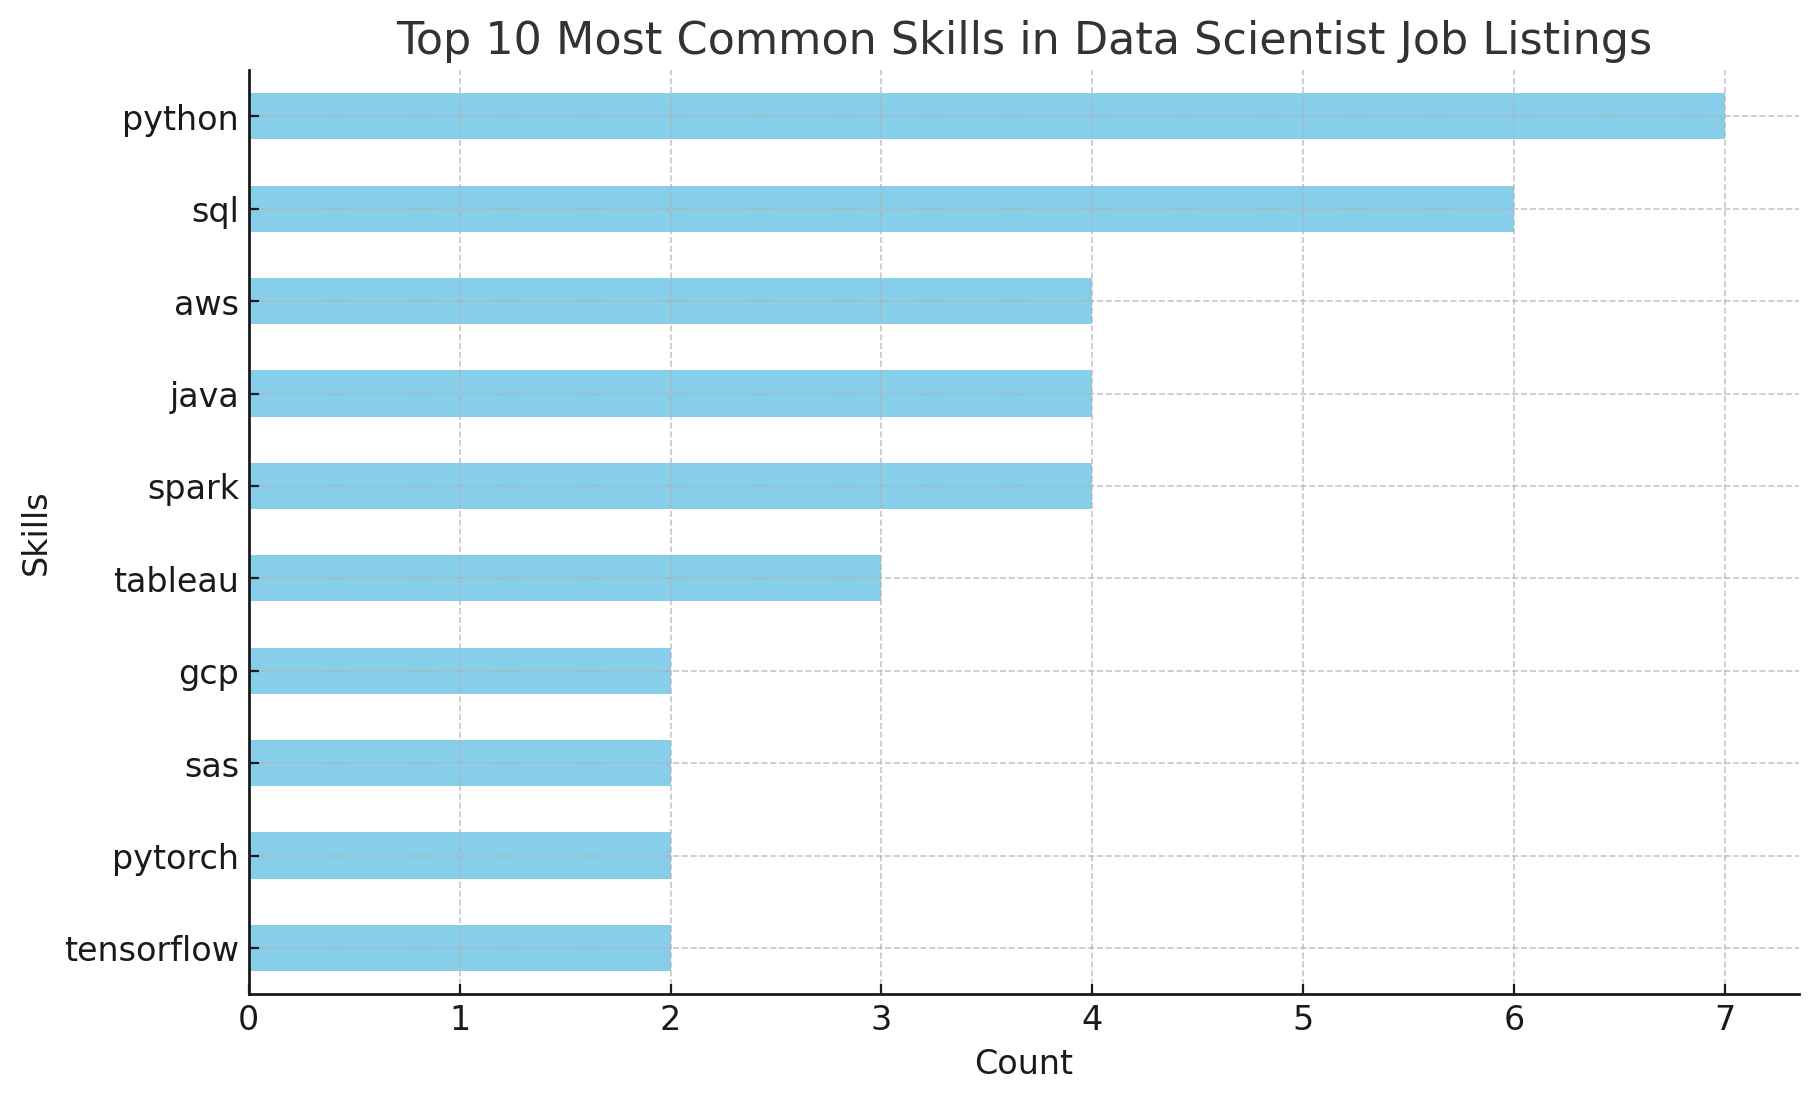 Top 10 Most Common Skills in Data Scientist Job Listings
python
sql
aws
java
spark
tableau
gcp
sas
pytorch
tensorflow
Skills
0 1 2 3 4 5 6 7
Count